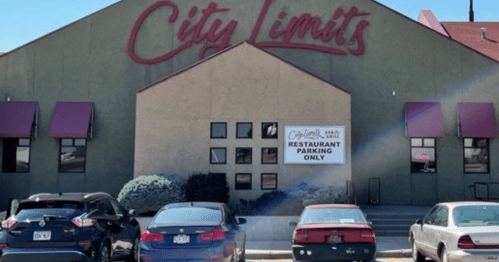 City Limits
City Limits BAR & GRILL
RESTAURANT
PARKING
ONLY